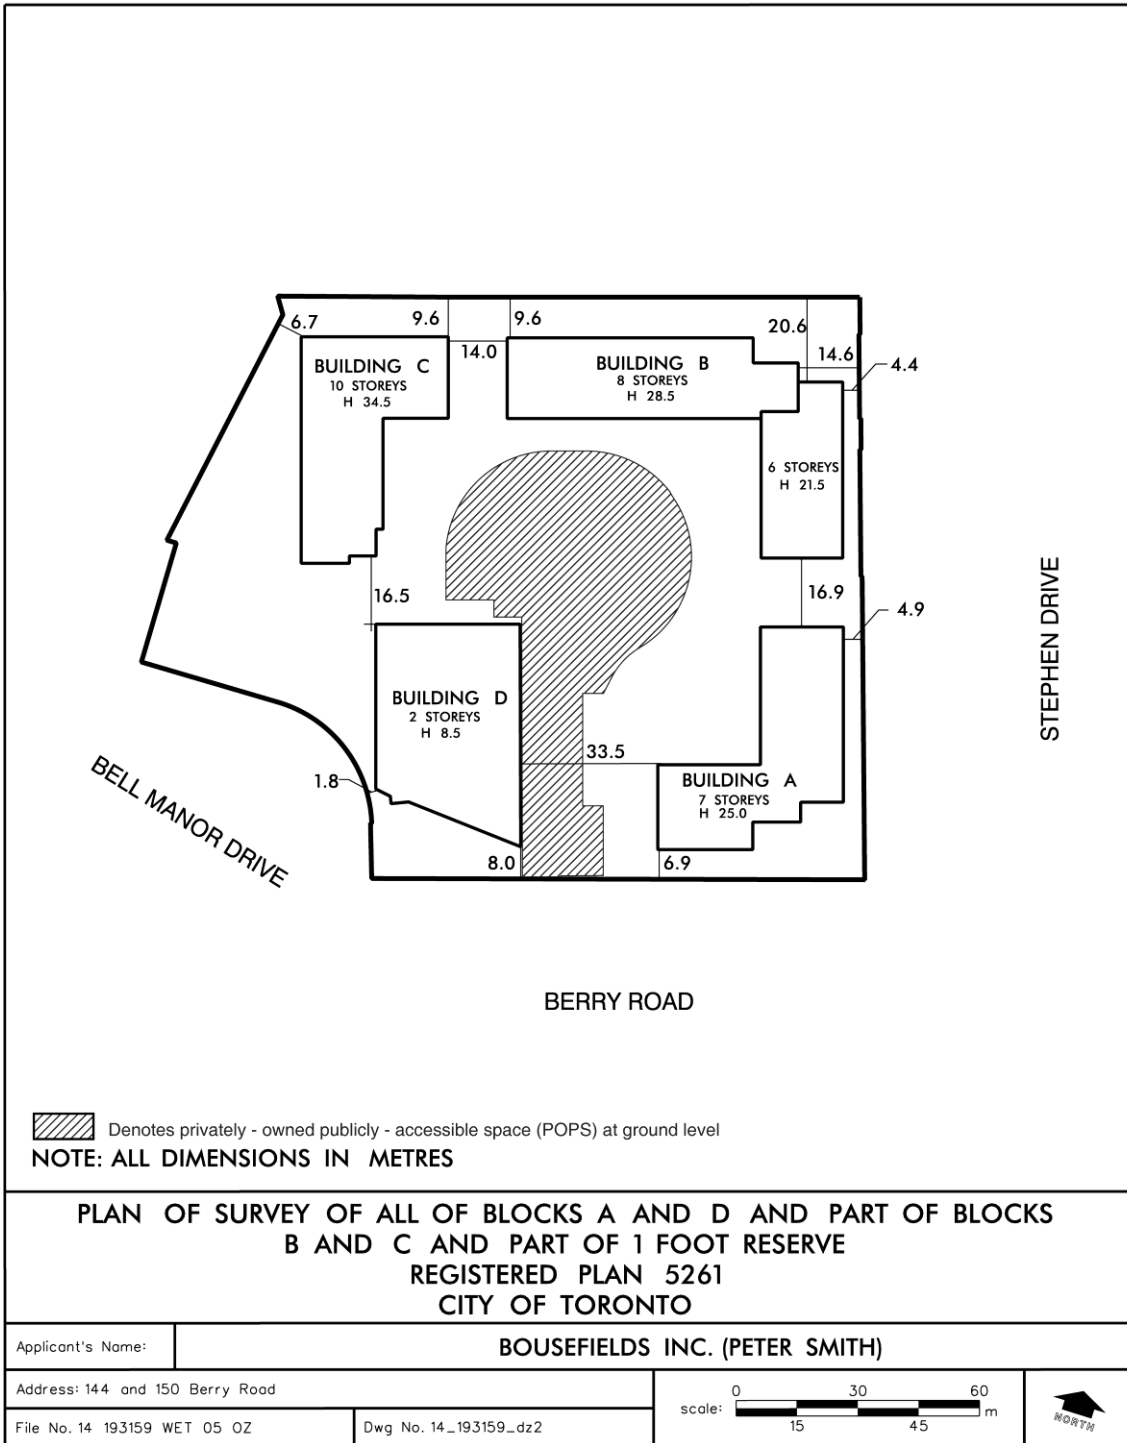 6.7
9.6
9.6
20.6
14.0
14.6
4.4
BUILDING C
10 STOREYS
H 34.5
BUILDING B
8 STOREYS
H 28.5
6 STOREYS
H 21.5
16.5
16.9
4.9
STEPHEN DRIVE
BUILDING D
2 STOREYS
H 8.5
33.5
BUILDING A
7 STOREYS
H 25.0
1.8
BELL MANOR DRIVE
8.0
6.9
BERRY ROAD
Denotes privately - owned publicly - accessible space (POPS) at ground level
NOTE: ALL DIMENSIONS IN METRES
PLAN OF SURVEY OF ALL OF BLOCKS A AND D AND PART OF BLOCKS
B AND C AND PART OF 1 FOOT RESERVE
REGISTERED PLAN 5261
CITY OF TORONTO
Applicant's Name:
BOUSEFIELDS INC. (PETER SMITH)
Address: 144 and 150 Berry Road
File No. 14 193159 WET 05 OZ
Dwg No. 14_193159_dz2
0 30 60
scale: m
15 45
NORTH